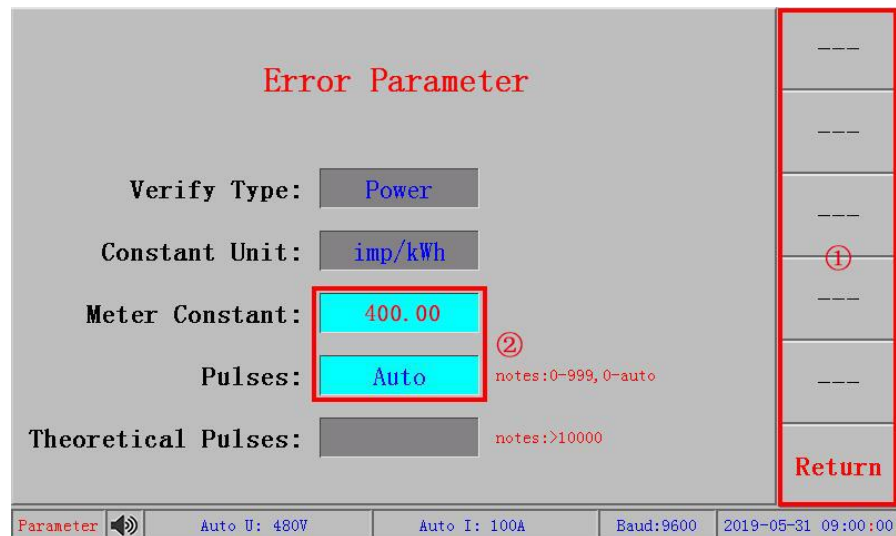 Error Parameter
Verify Type: Power
Constant Unit: imp/kWh
Meter Constant: 400.00
②
Pulses: Auto notes:0-999,0-auto
Theoretical Pulses: notes:>10000
---
---
---
①
---
---
Return
Parameter Auto U: 480V Auto I: 100A Baud:9600 2019-05-31 09:00:00